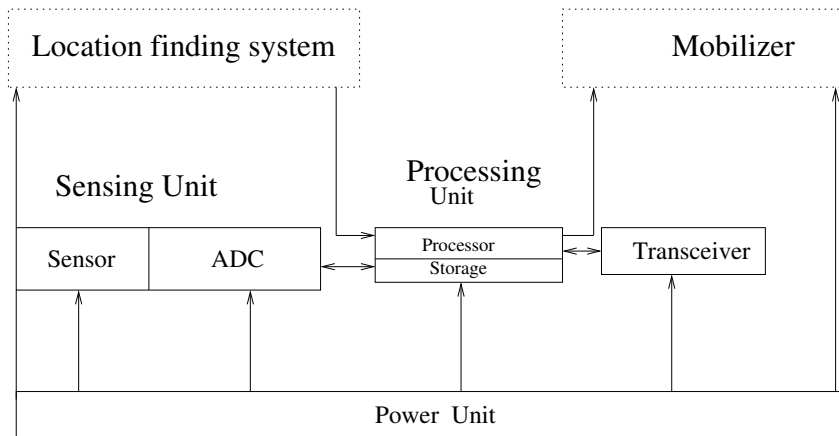 Location finding system
Mobilizer
Sensing Unit
Processing
Unit
Sensor
ADC
Processor
Storage
Transceiver
Power Unit